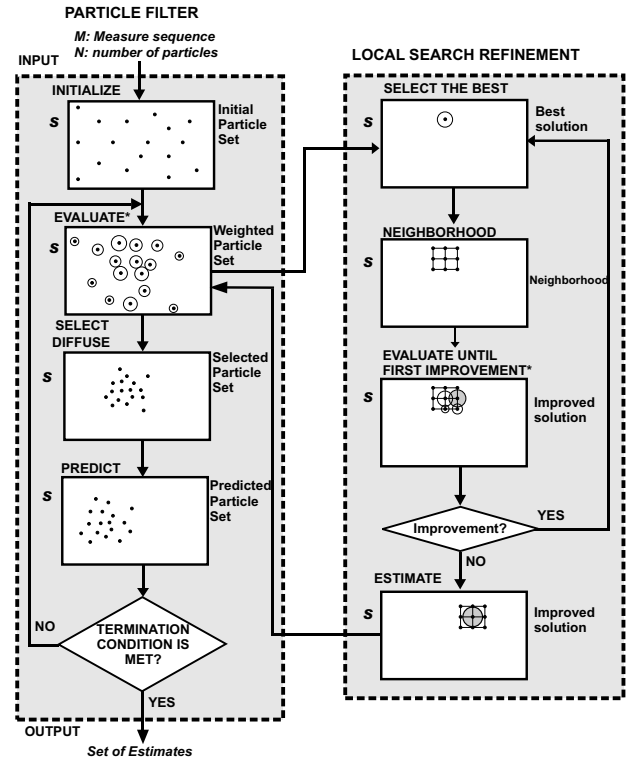 PARTICLE FILTER
M: Measure sequence
N: number of particles
INPUT
INITIALIZE
S
Initial
Particle
Set
EVALUATE*
S
Weighted
Particle
Set
SELECT
DIFFUSE
S
Selected
Particle
Set
PREDICT
S
Predicted
Particle
Set
NO
TERMINATION
CONDITION IS
MET?
YES
OUTPUT
Set of Estimates
LOCAL SEARCH REFINEMENT
SELECT THE BEST
S
Best
solution
NEIGHBORHOOD
S
Neighborhood
EVALUATE UNTIL
FIRST IMPROVEMENT*
S
Improved
solution
Improvement?
YES
NO
ESTIMATE
S
Improved
solution